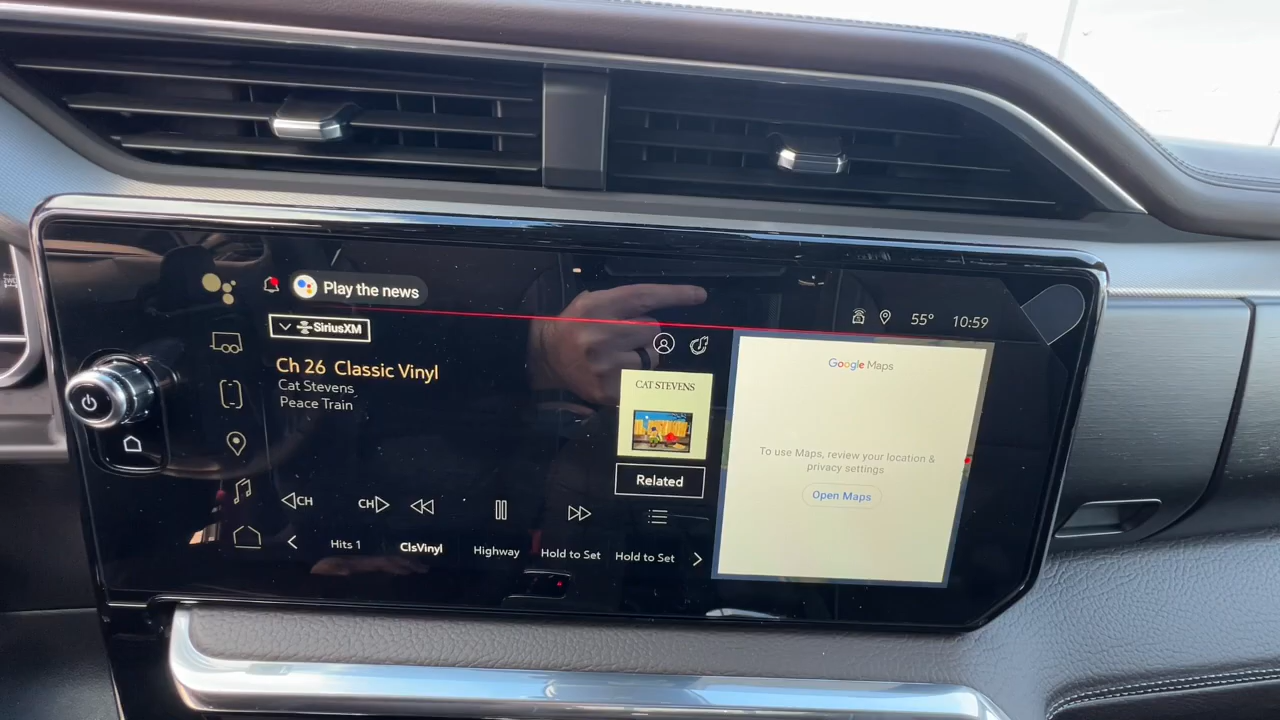 Play the news
SiriusXM
55° 10:59
Ch 26 Classic Vinyl
Cat Stevens
Peace Train
CAT STEVENS
Related
CH
CH
Hits 1
ClsVinyl
Highway
Hold to Set
Hold to Set
Google Maps
To use Maps, review your location &
privacy settings
Open Maps